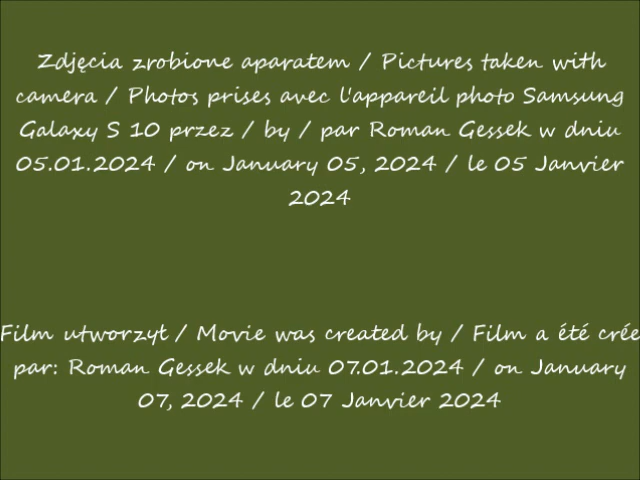 Zdjęcia zrobione aparatem / Pictures taken with
camera / Photos prises avec l'appareil photo Samsung
Galaxy S 10 przez / by / par Roman Gessek w dniu
05.01.2024 / on January 05, 2024 / le 05 Janvier
2024
Film utworzył / Movie was created by / Film a été crée
par: Roman Gessek w dniu 07.01.2024 / on January
07, 2024 / le 07 Janvier 2024